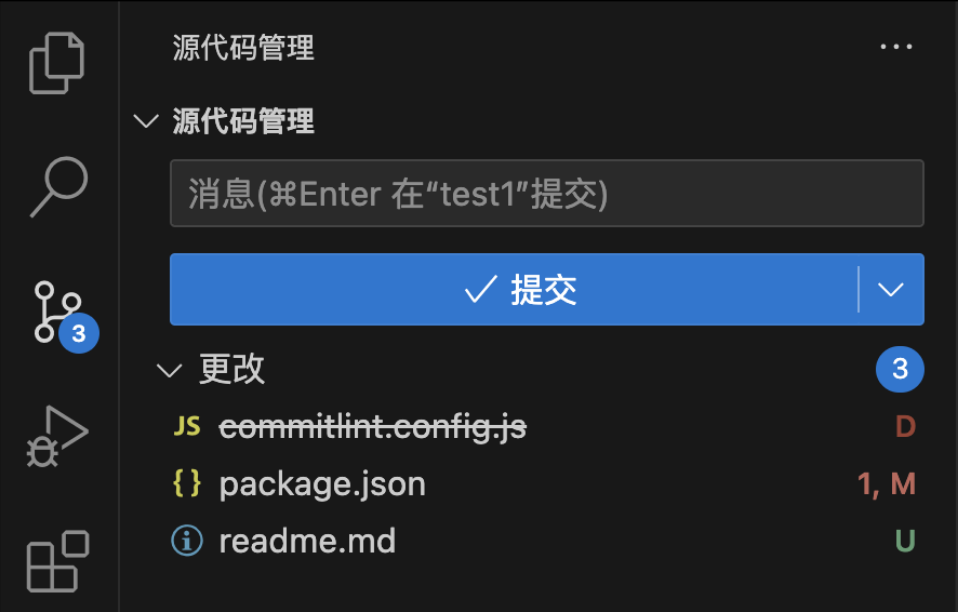 源代码管理
源代码管理
消息(⌘Enter 在“test1”提交)
提交
3
更改 3
JS commitlint.config.js D
{} package.json 1, M
readme.md U